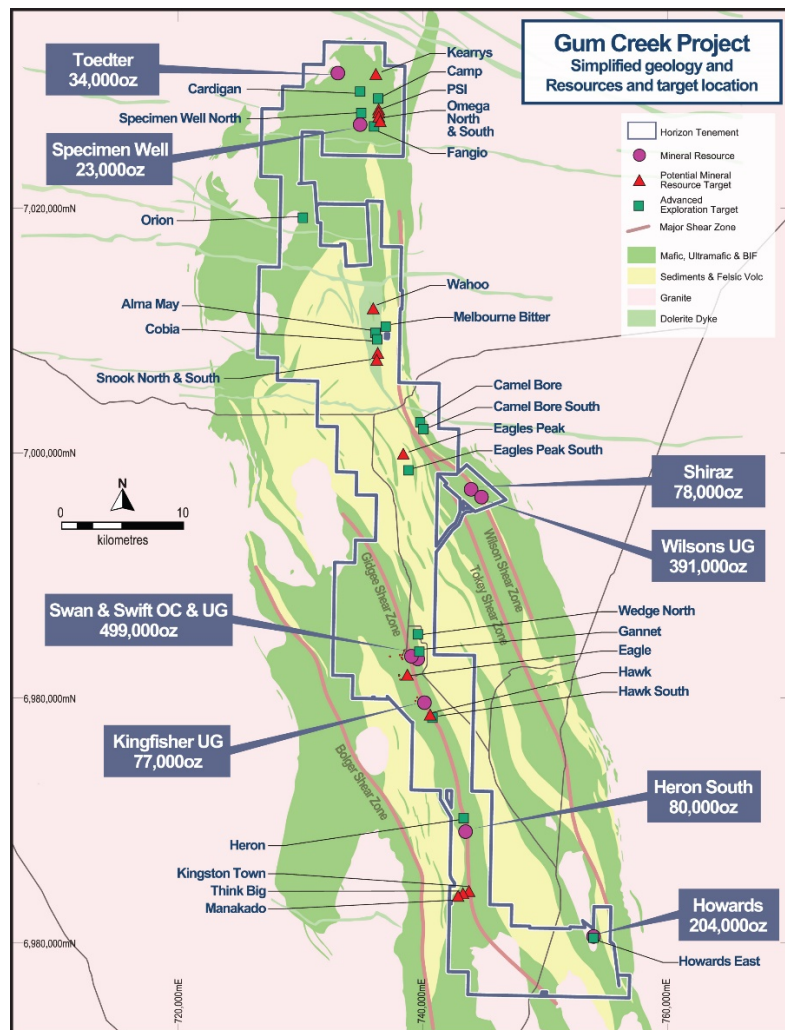 Gum Creek Project
Simplified geology and
Resources and target location
Horizon Tenement
Mineral Resource
Potential Mineral
Resource Target
Advanced
Exploration Target
Major Shear Zone
Mafic, Ultramafic & BIF
Sediments & Felsic Volc
Granite
Dolerite Dyke
Toedter
34,000oz
Kearrys
Cardigan
Camp
PSI
Specimen Well North
Omega
North
& South
Fangio
Specimen Well
23,000oz
7,020,000mN
Orion
Wahoo
Alma May
Melbourne Bitter
Cobia
Snook North & South
Camel Bore
Camel Bore South
Eagles Peak
Eagles Peak South
7,000,000mN
N
0
10
kilometres
Shiraz
78,000oz
Wilsons UG
391,000oz
Gidgee Shear Zone
Wilson Shear Zone
Tokey Shear Zone
Swan & Swift OC & UG
499,000oz
Wedge North
Gannet
Eagle
Hawk
Hawk South
6,980,000mN
Kingfisher UG
77,000oz
Bolger Shear Zone
Heron South
80,000oz
Heron
Kingston Town
Think Big
Manakado
Howards
204,000oz
Howards East
6,980,000mN
720,000mE
740,000mE
760,000mE